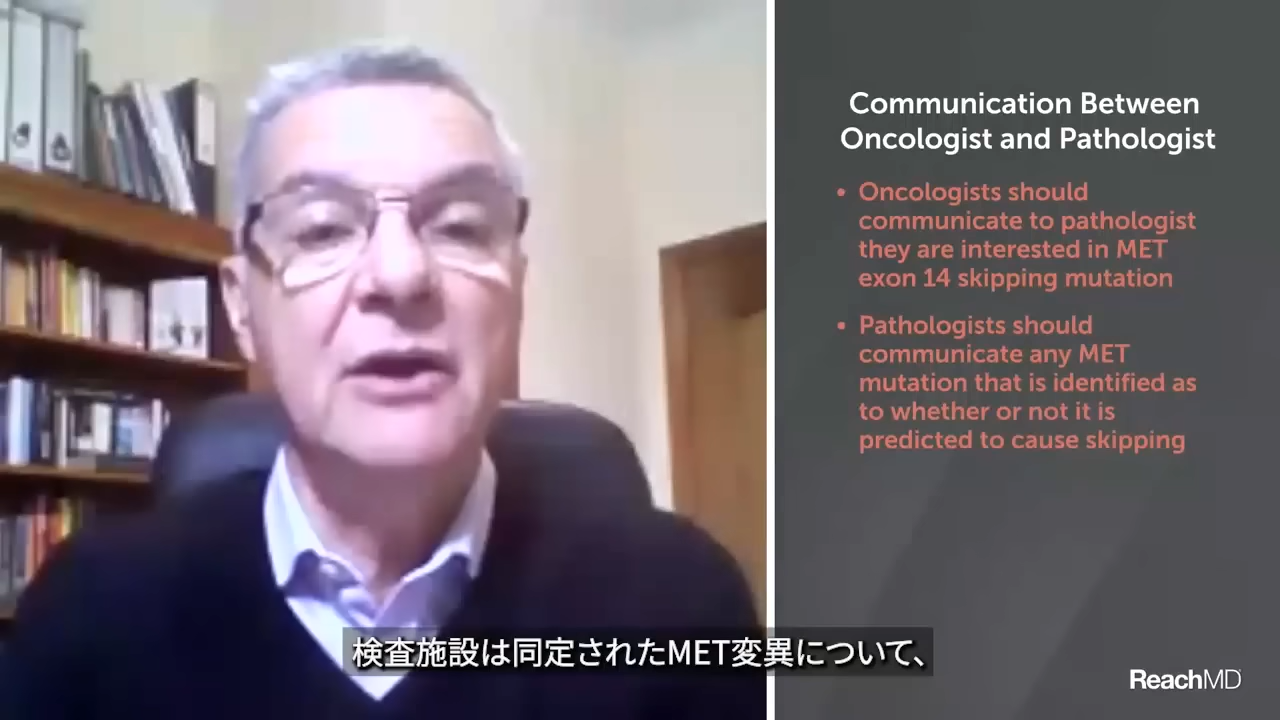 Communication Between
Oncologist and Pathologist
• Oncologists should
communicate to pathologist
they are interested in MET
exon 14 skipping mutation
• Pathologists should
communicate any MET
mutation that is identified as
to whether or not it is
predicted to cause skipping
検査施設は同定されたMET変異について、
ReachMD